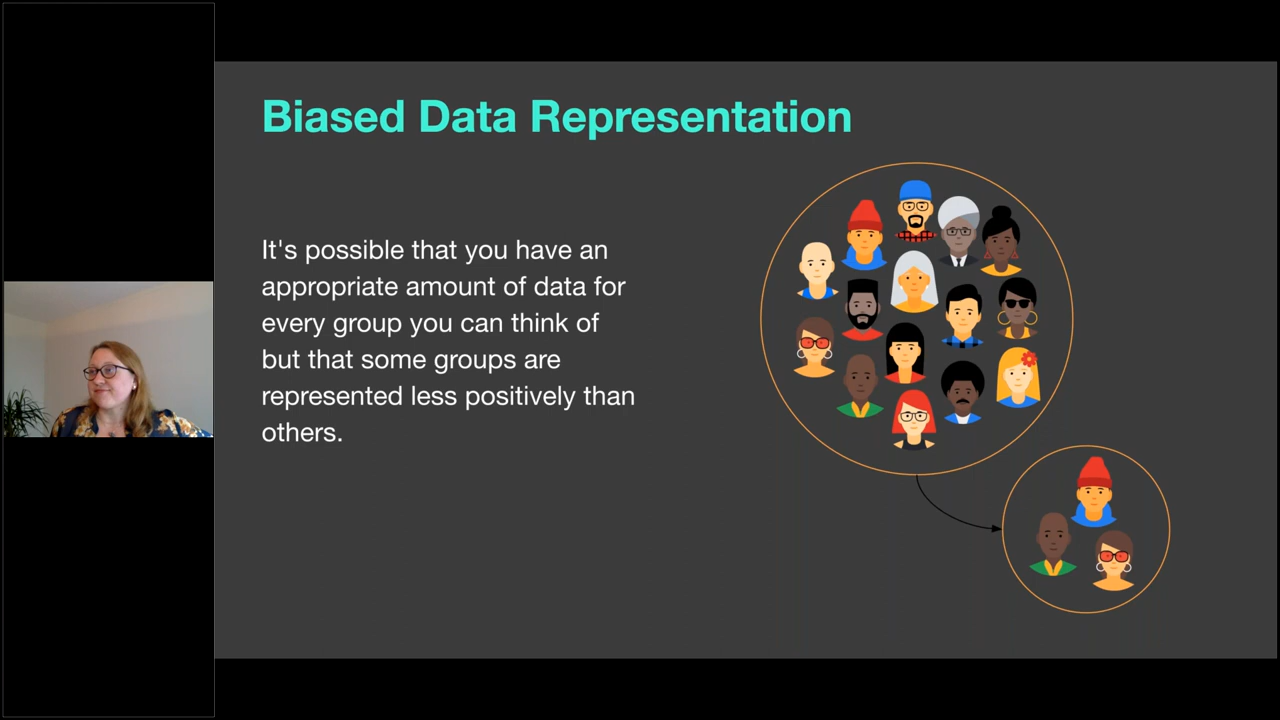 Biased Data Representation
It's possible that you have an
appropriate amount of data for
every group you can think of
but that some groups are
represented less positively than
others.